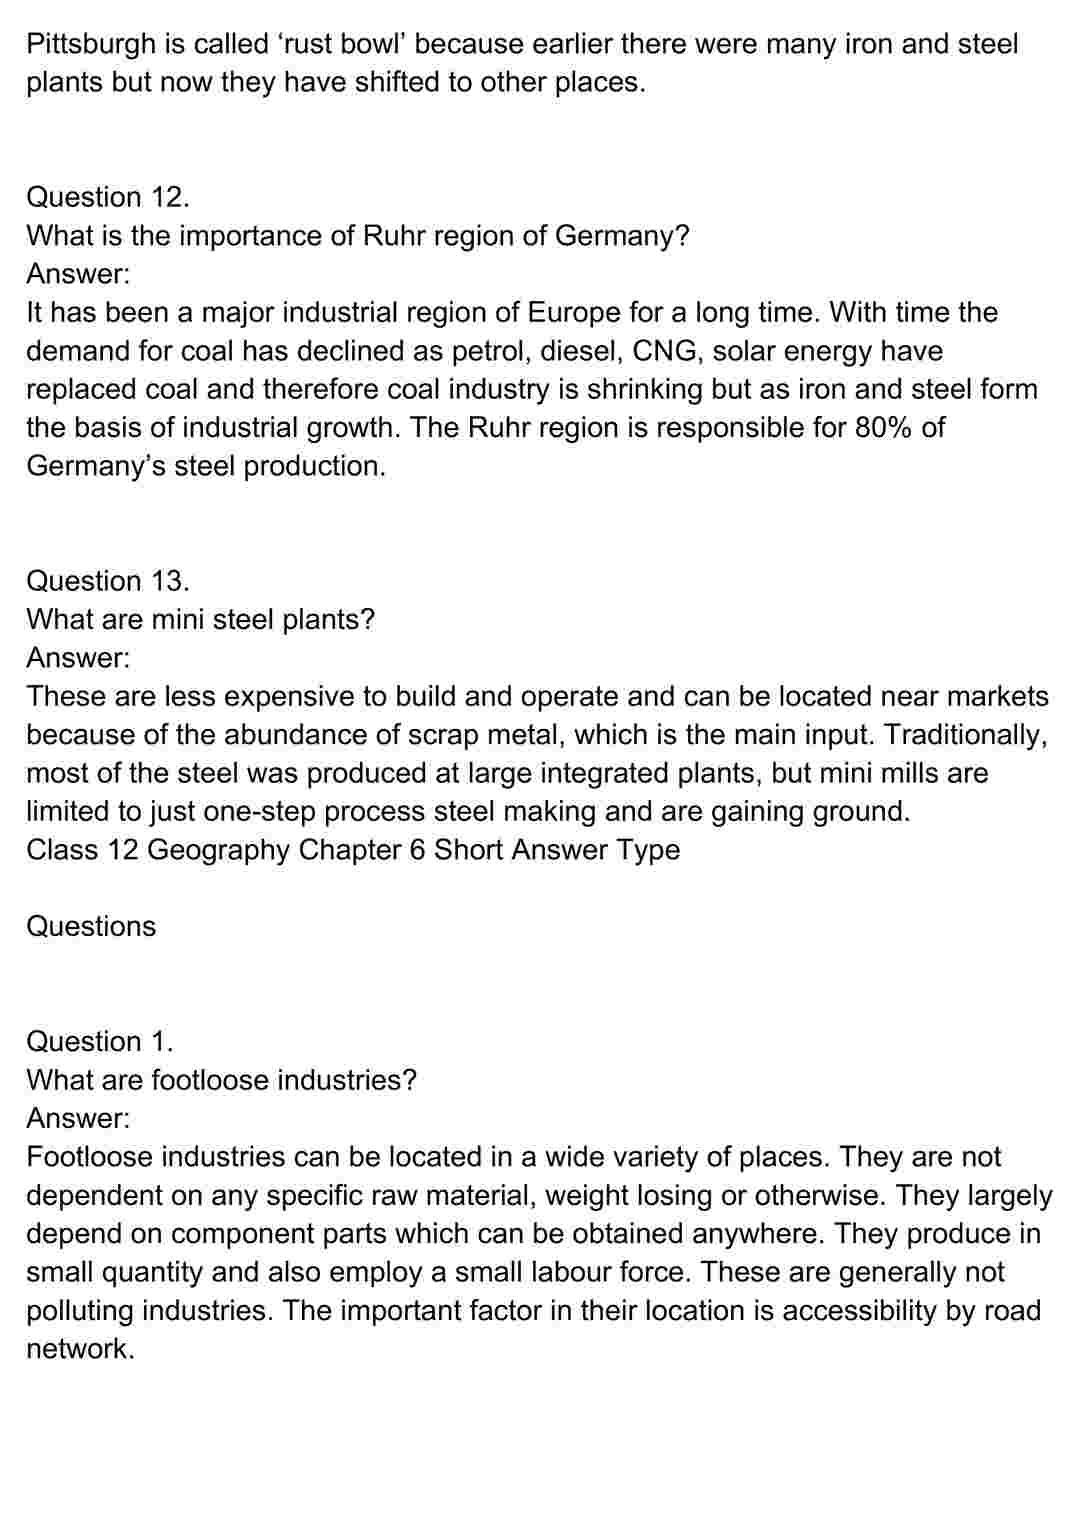 Pittsburgh is called ‘rust bowl’ because earlier there were many iron and steel
plants but now they have shifted to other places.
Question 12.
What is the importance of Ruhr region of Germany?
Answer:
It has been a major industrial region of Europe for a long time. With time the
demand for coal has declined as petrol, diesel, CNG, solar energy have
replaced coal and therefore coal industry is shrinking but as iron and steel form
the basis of industrial growth. The Ruhr region is responsible for 80% of
Germany’s steel production.
Question 13.
What are mini steel plants?
Answer:
These are less expensive to build and operate and can be located near markets
because of the abundance of scrap metal, which is the main input. Traditionally,
most of the steel was produced at large integrated plants, but mini mills are
limited to just one-step process steel making and are gaining ground.
Class 12 Geography Chapter 6 Short Answer Type
Questions
Question 1.
What are footloose industries?
Answer:
Footloose industries can be located in a wide variety of places. They are not
dependent on any specific raw material, weight losing or otherwise. They largely
depend on component parts which can be obtained anywhere. They produce in
small quantity and also employ a small labour force. These are generally not
polluting industries. The important factor in their location is accessibility by road
network.